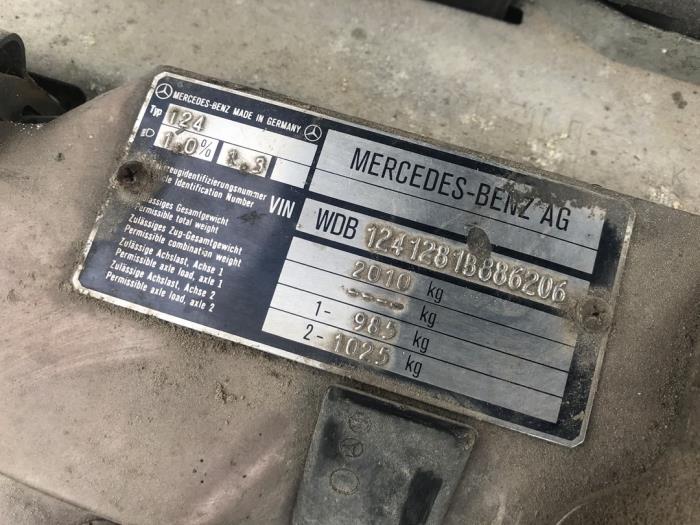 MERCEDES-BENZ MADE IN GERMANY
Typ 124
1.0% 1.3
MERCEDES-BENZ AG
zeugidentifizierungsnummer
Identification Number
VIN WDB 1241281B886206
Zulässiges Gesamtgewicht
Permissible total weight
2010 kg
Zulässiges Zug-Gesamtgewicht
Permissible combination weight
---- kg
Zulässige Achslast, Achse 1
Permissible axle load, axle 1
1- 985 kg
Zulässige Achslast, Achse 2
Permissible axle load, axle 2
2- 1025 kg